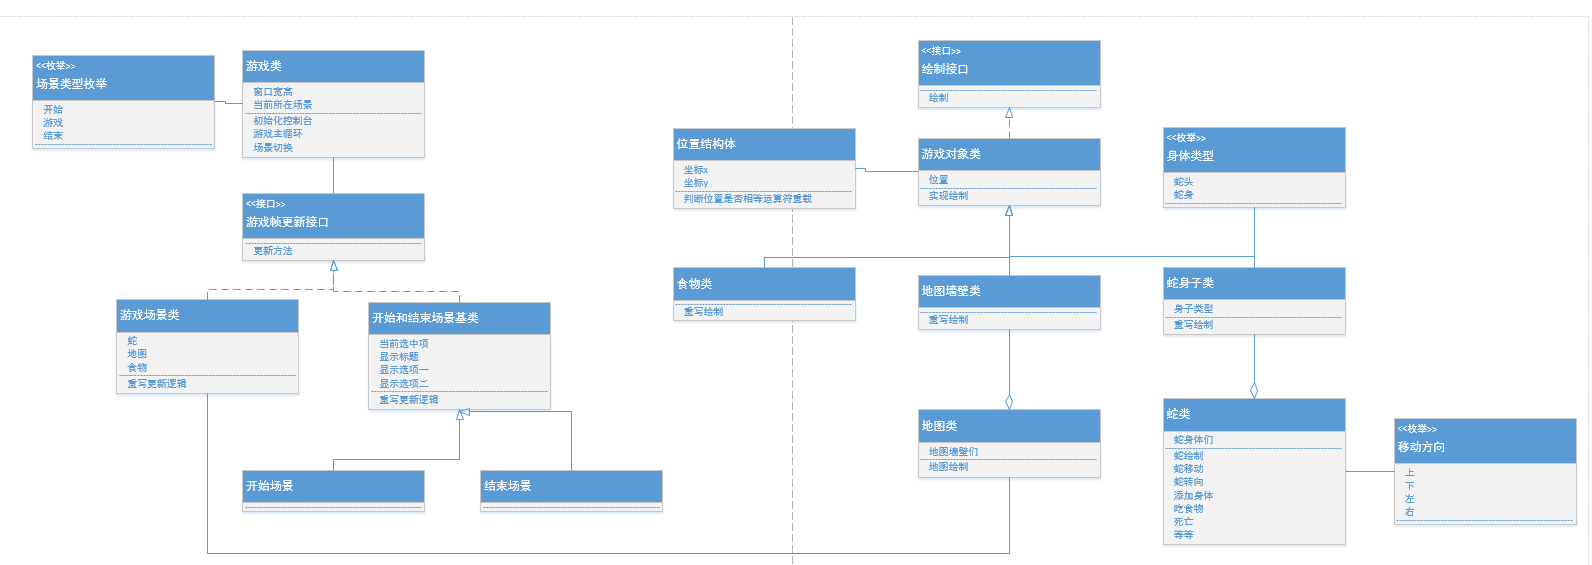 <<枚举>>
场景类型枚举
开始
游戏
结束
游戏类
窗口宽高
当前所在场景
初始化控制台
游戏主循环
场景切换
<<接口>>
游戏帧更新接口
更新方法
游戏场景类
蛇
地图
食物
重写更新逻辑
开始和结束场景基类
当前选中项
显示标题
显示选项一
显示选项二
重写更新逻辑
开始场景
结束场景
<<接口>>
绘制接口
绘制
位置结构体
坐标x
坐标y
判断位置是否相等运算符重载
游戏对象类
位置
实现绘制
<<枚举>>
身体类型
蛇头
蛇身
食物类
重写绘制
地图墙壁类
重写绘制
蛇身子类
身子类型
重写绘制
地图类
地图墙壁们
地图绘制
蛇类
蛇身体们
蛇绘制
蛇移动
蛇转向
添加身体
吃食物
死亡
等等
<<枚举>>
移动方向
上
下
左
右